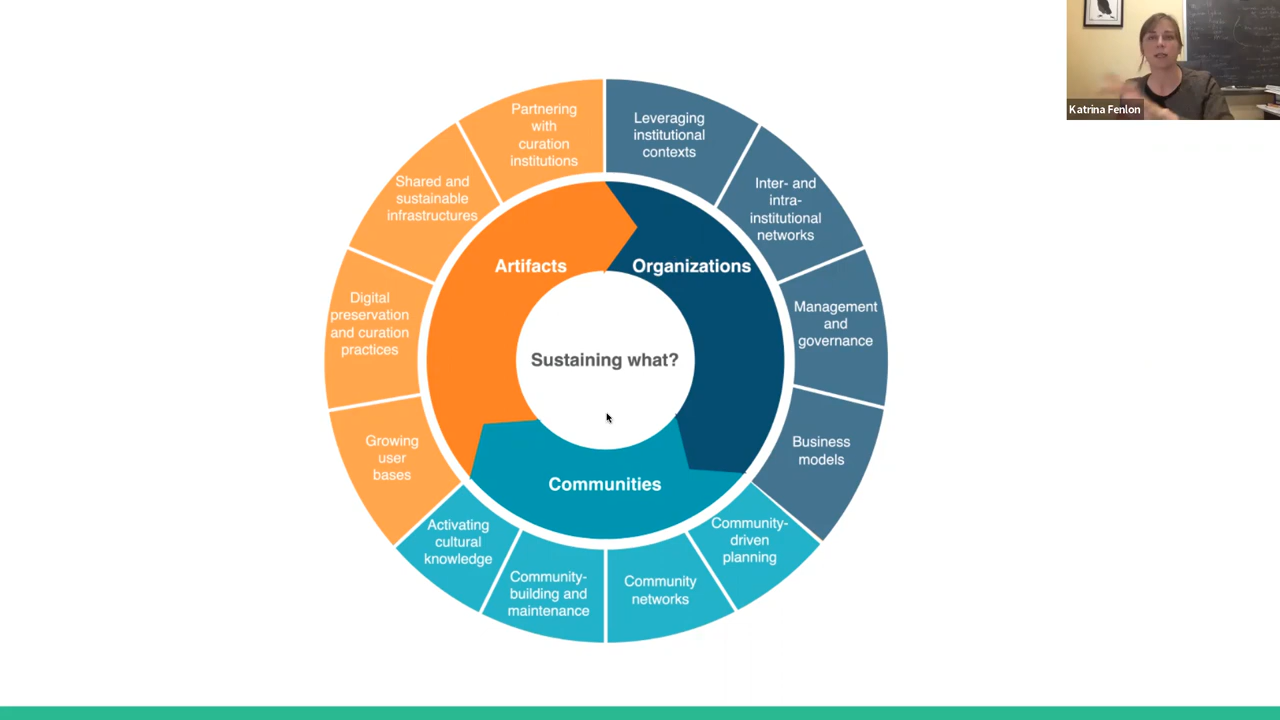 Katrina Fenlon
Partnering
with
curation
institutions
Leveraging
institutional
contexts
Shared and
sustainable
infrastructures
Inter- and
intra-
institutional
networks
Artifacts
Organizations
Digital
preservation
and curation
practices
Management
and
governance
Sustaining what?
Growing
user
bases
Business
models
Communities
Activating
cultural
knowledge
Community-
driven
planning
Community-
building and
maintenance
Community
networks